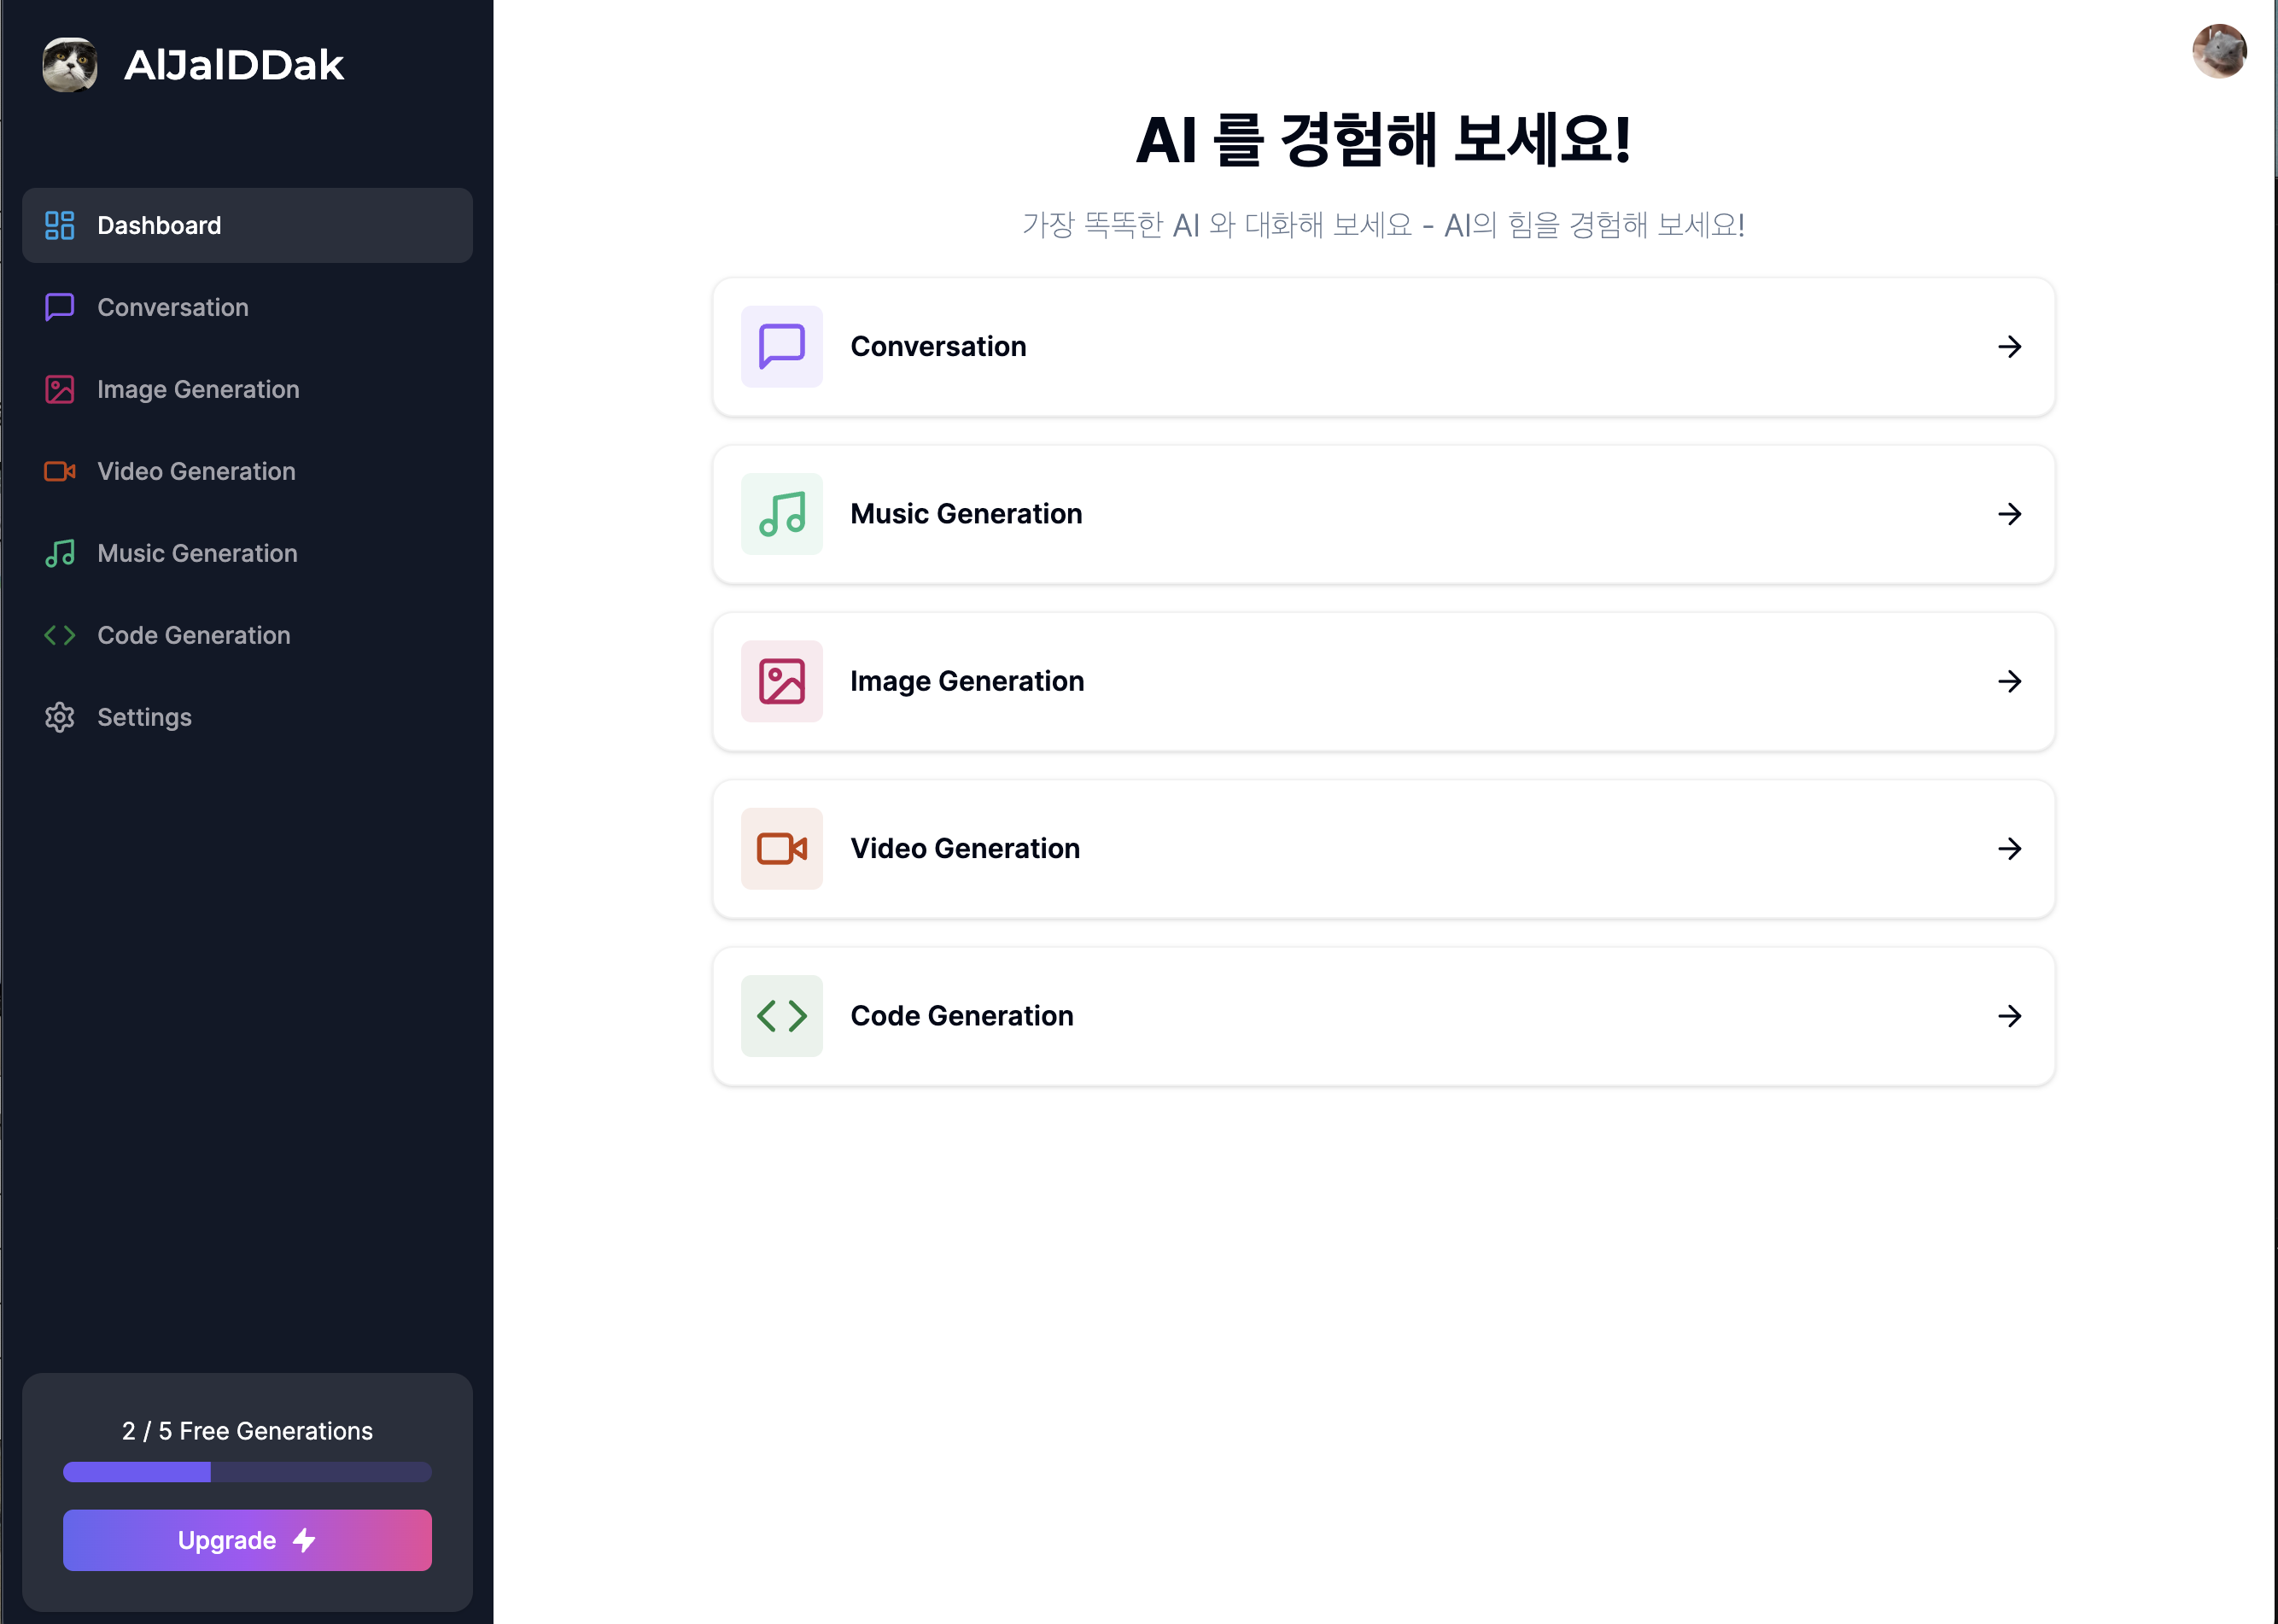 AlJalDDak
Dashboard
Conversation
Image Generation
Video Generation
Music Generation
Code Generation
Settings
2 / 5 Free Generations
Upgrade
AI 를 경험해 보세요!
가장 똑똑한 AI 와 대화해 보세요 - AI의 힘을 경험해 보세요!
Conversation
Music Generation
Image Generation
Video Generation
Code Generation